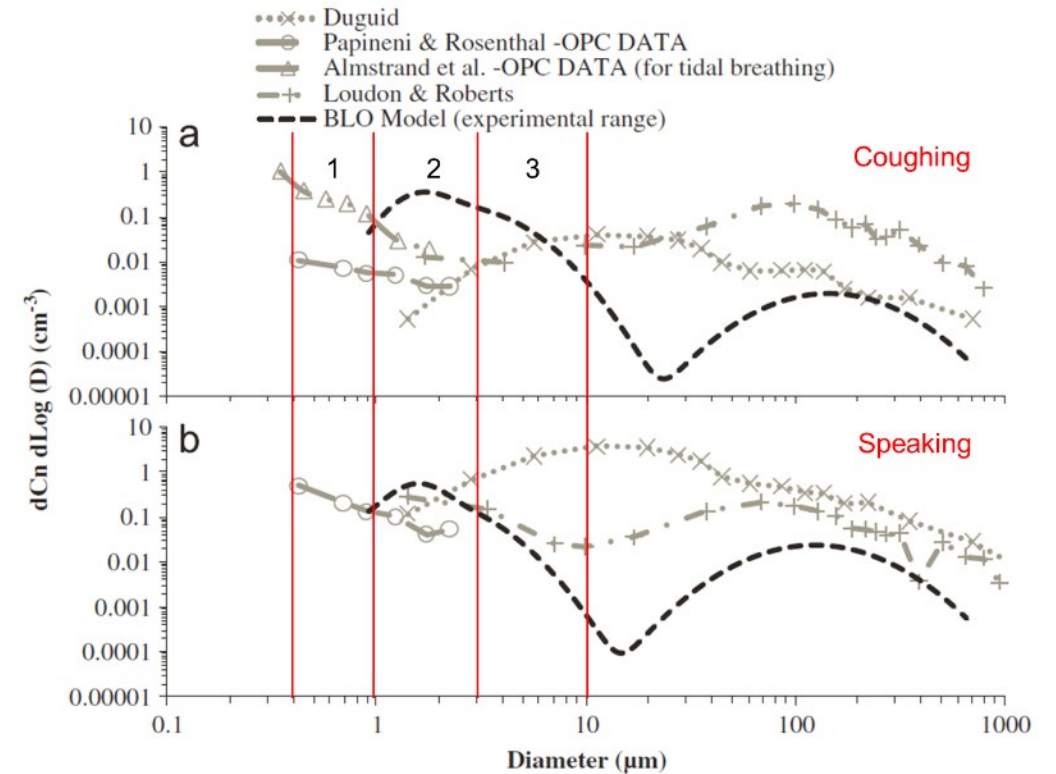 Duguid
Papineni & Rosenthal -OPC DATA
Almstrand et al. -OPC DATA (for tidal breathing)
Loudon & Roberts
BLO Model (experimental range)
a
1
2
3
Coughing
10
1
0.1
0.01
0.001
0.0001
0.00001
b
Speaking
10
1
0.1
0.01
0.001
0.0001
0.00001
dCn dLog (D) (cm⁻³)
0.1 1 10 100 1000
Diameter (µm)